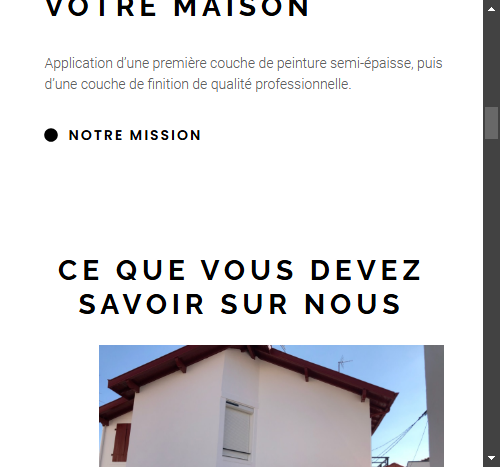 VOTRE MAISON
Application d'une première couche de peinture semi-épaisse, puis
d'une couche de finition de qualité professionnelle.
NOTRE MISSION
CE QUE VOUS DEVEZ
SAVOIR SUR NOUS